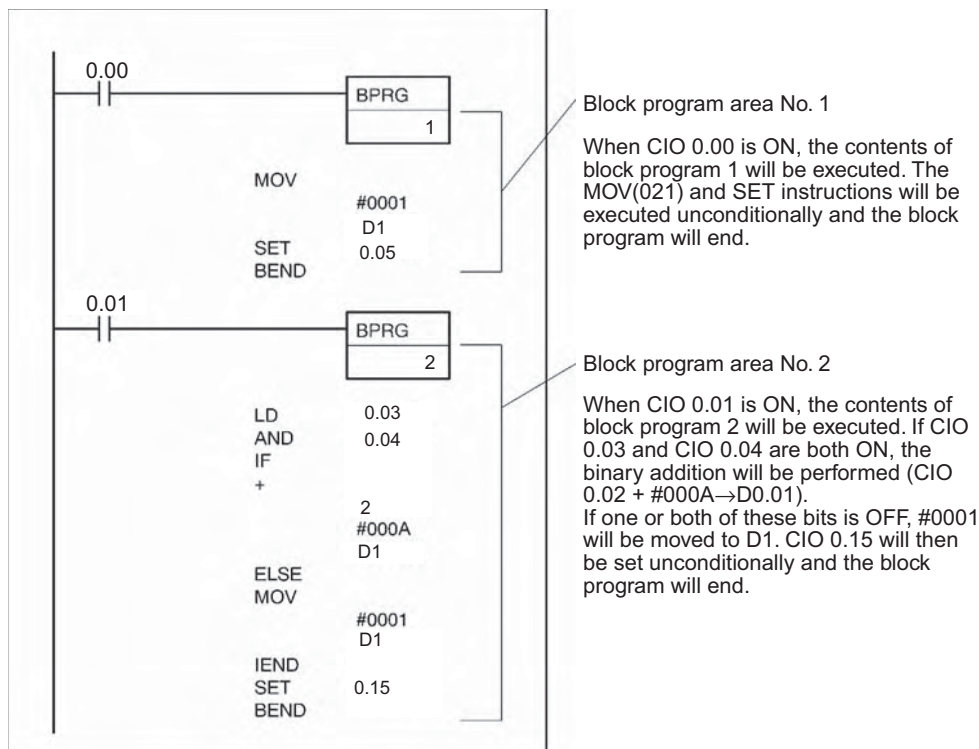 0.00
BPRG
1
MOV
#0001
D1
SET 0.05
BEND
Block program area No. 1
When CIO 0.00 is ON, the contents of
block program 1 will be executed. The
MOV(021) and SET instructions will be
executed unconditionally and the block
program will end.
0.01
BPRG
2
LD 0.03
AND 0.04
IF
+
2
#000A
D1
ELSE
MOV
#0001
D1
IEND
SET 0.15
BEND
Block program area No. 2
When CIO 0.01 is ON, the contents of
block program 2 will be executed. If CIO
0.03 and CIO 0.04 are both ON, the
binary addition will be performed (CIO
0.02 + #000A→D0.01).
If one or both of these bits is OFF, #0001
will be moved to D1. CIO 0.15 will then
be set unconditionally and the block
program will end.